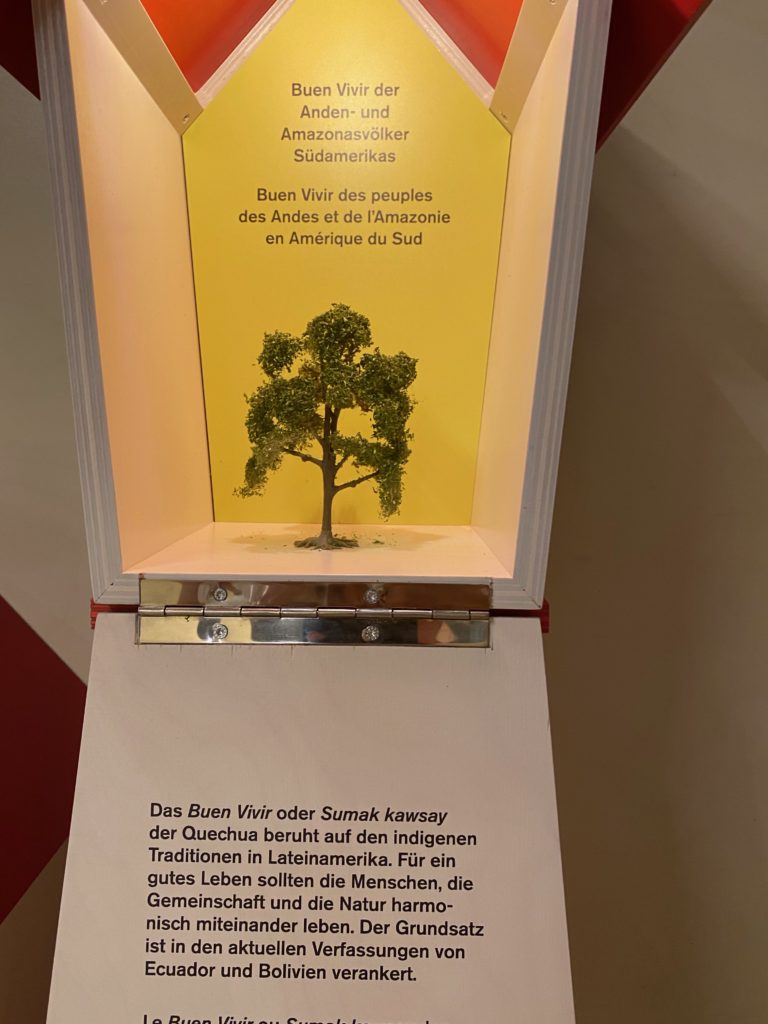 Buen Vivir der
Anden- und
Amazonasvölker
Südamerikas
Buen Vivir des peuples
des Andes et de l'Amazonie
en Amérique du Sud
Das Buen Vivir oder Sumak kawsay
der Quechua beruht auf den indigenen
Traditionen in Lateinamerika. Für ein
gutes Leben sollten die Menschen, die
Gemeinschaft und die Natur harmo-
nisch miteinander leben. Der Grundsatz
ist in den aktuellen Verfassungen von
Ecuador und Bolivien verankert.
Le Buen Vivir ou Sumak